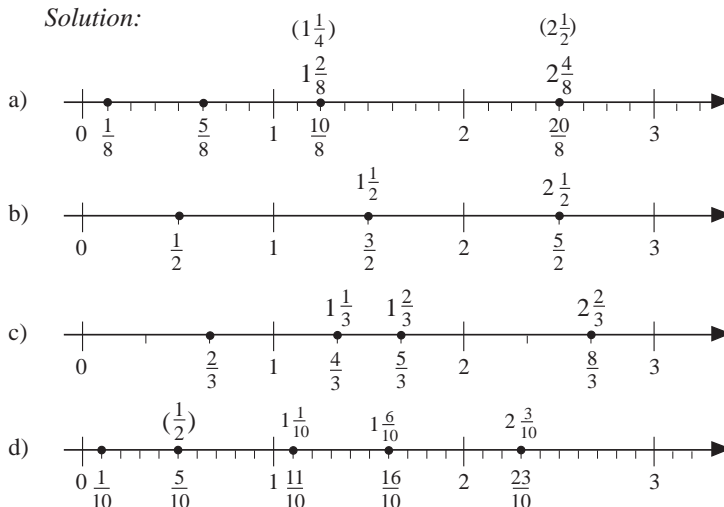 Solution:
(1 1/4) (2 1/2)
1 2/8 2 4/8
a)
0 1/8 5/8 1 10/8 2 20/8 3
1 1/2 2 1/2
b)
0 1/2 1 3/2 2 5/2 3
1 1/3 1 2/3 2 2/3
c)
0 2/3 1 4/3 5/3 2 8/3 3
(1/2) 1 1/10 1 6/10 2 3/10
d)
0 1/10 5/10 1 11/10 16/10 2 23/10 3